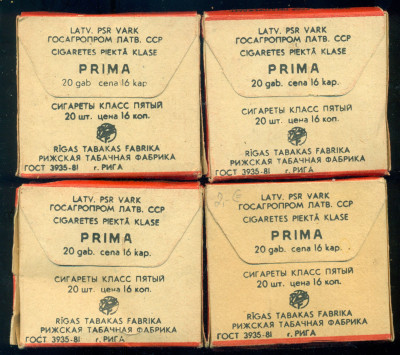 LATV. PSR VARK
ГОСАГРОПРОМ ЛАТВ. ССР
CIGARETES PIEKTĀ KLASE
PRIMA
20 gab. cena 16 kap.
СИГАРЕТЫ КЛАСС ПЯТЫЙ
20 шт. цена 16 коп.
RĪGAS TABAKAS FABRIKA
РИЖСКАЯ ТАБАЧНАЯ ФАБРИКА
ГОСТ 3935-81 г. РИГА
LATV. PSR VARK
ГОСАГРОПРОМ ЛАТВ. ССР
CIGARETES PIEKTĀ KLASE
PRIMA
20 gab. cena 16 kap.
СИГАРЕТЫ КЛАСС ПЯТЫЙ
20 шт. цена 16 коп.
RĪGAS TABAKAS FABRIKA
РИЖСКАЯ ТАБАЧНАЯ ФАБРИКА
ГОСТ 3935-81 г. РИГА
LATV. PSR VARK
ГОСАГРОПРОМ ЛАТВ. ССР
CIGARETES PIEKTĀ KLASE
PRIMA
20 gab. cena 16 kap.
СИГАРЕТЫ КЛАСС ПЯТЫЙ
20 шт. цена 16 коп.
RĪGAS TABAKAS FABRIKA
РИЖСКАЯ ТАБАЧНАЯ ФАБРИКА
ГОСТ 3935-81 г. РИГА
LATV. PSR VARK
ГОСАГРОПРОМ ЛАТВ. ССР
CIGARETES PIEKTĀ KLASE
PRIMA
20 gab. cena 16 kap.
СИГАРЕТЫ КЛАСС ПЯТЫЙ
20 шт. цена 16 коп.
RĪGAS TABAKAS FABRIKA
РИЖСКАЯ ТАБАЧНАЯ ФАБРИКА
ГОСТ 3935-81 г. РИГА